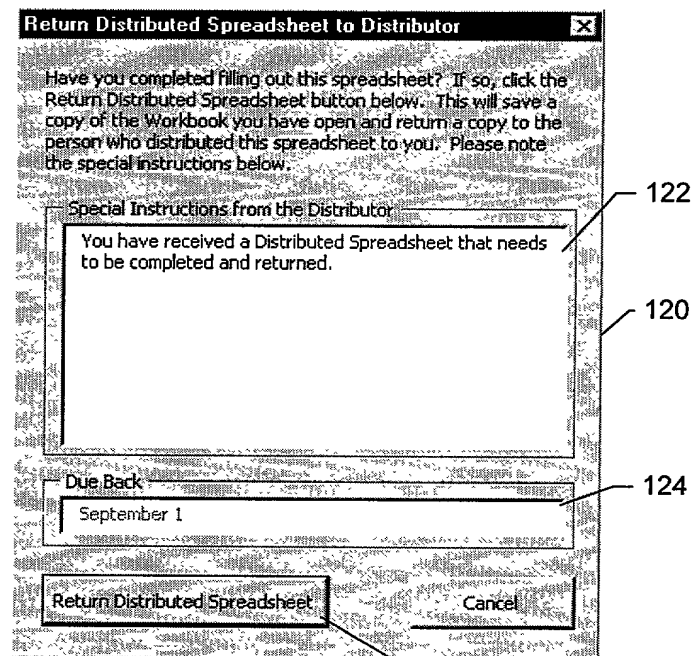 Return Distributed Spreadsheet to Distributor
Have you completed filling out this spreadsheet? If so, click the
Return Distributed Spreadsheet button below. This will save a
copy of the Workbook you have open and return a copy to the
person who distributed this spreadsheet to you. Please note
the special instructions below.
Special Instructions from the Distributor
You have received a Distributed Spreadsheet that needs
to be completed and returned.
122
120
Due Back
September 1
124
Return Distributed Spreadsheet
Cancel